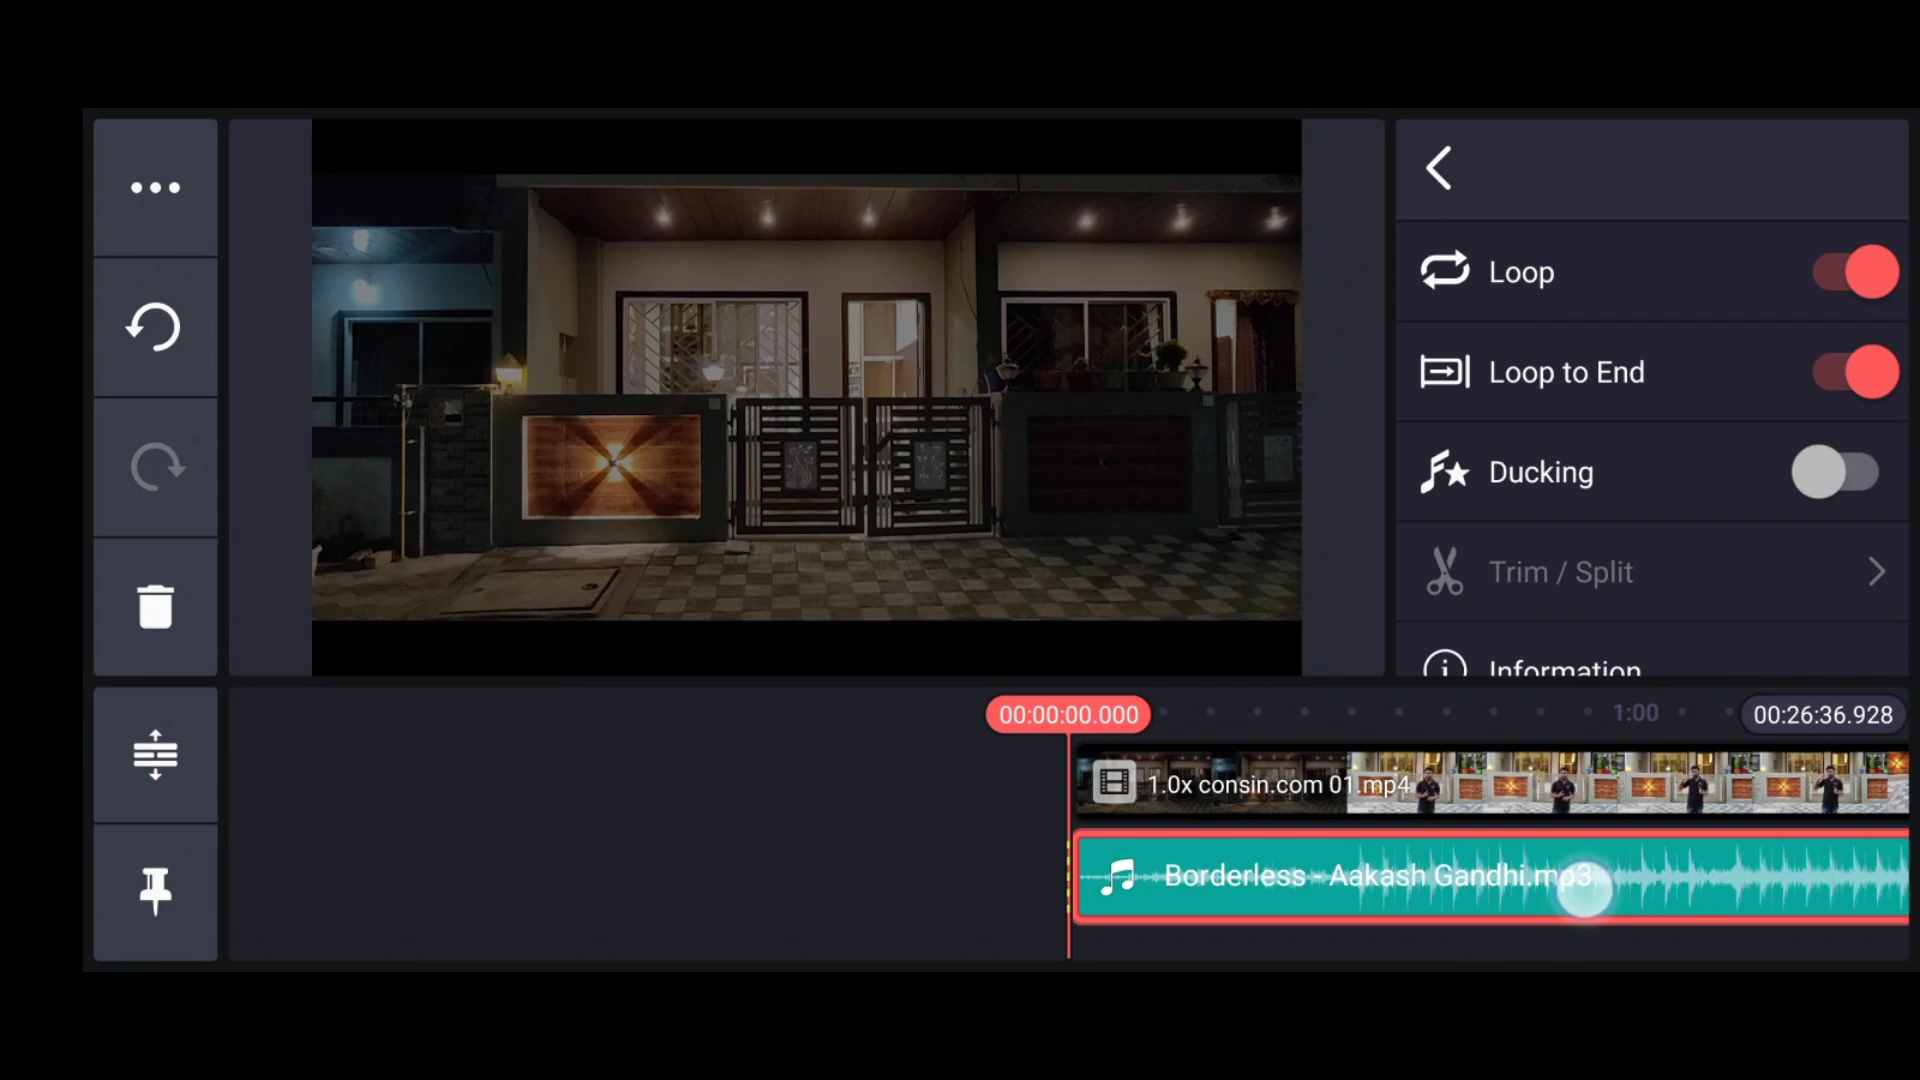 Loop
Loop to End
Ducking
Trim / Split
Information
00:00:00.000
1:00
00:26:36.928
1.0x consin.com 01.mp4
Borderless - Aakash Gandhi.mp3